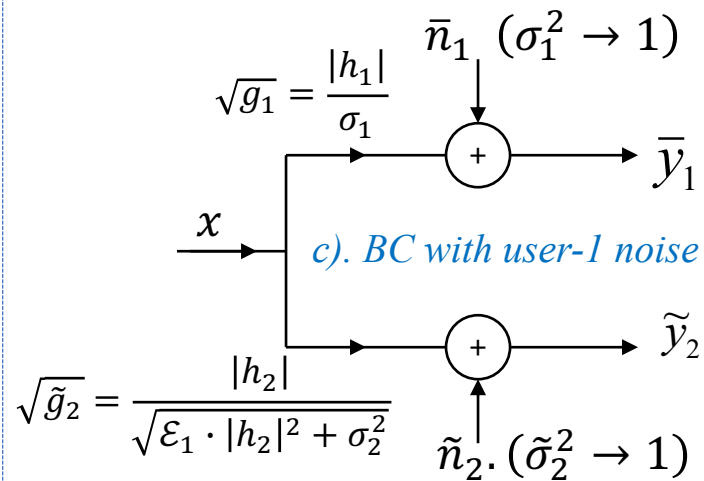 n̄₁ (σ₁² → 1)
√g₁ = |h₁| / σ₁
+
ȳ₁
x
c). BC with user-1 noise
+
ỹ₂
√g̃₂ = |h₂| / √(ℰ₁ · |h₂|² + σ₂²)
ñ₂. (σ̃₂² → 1)